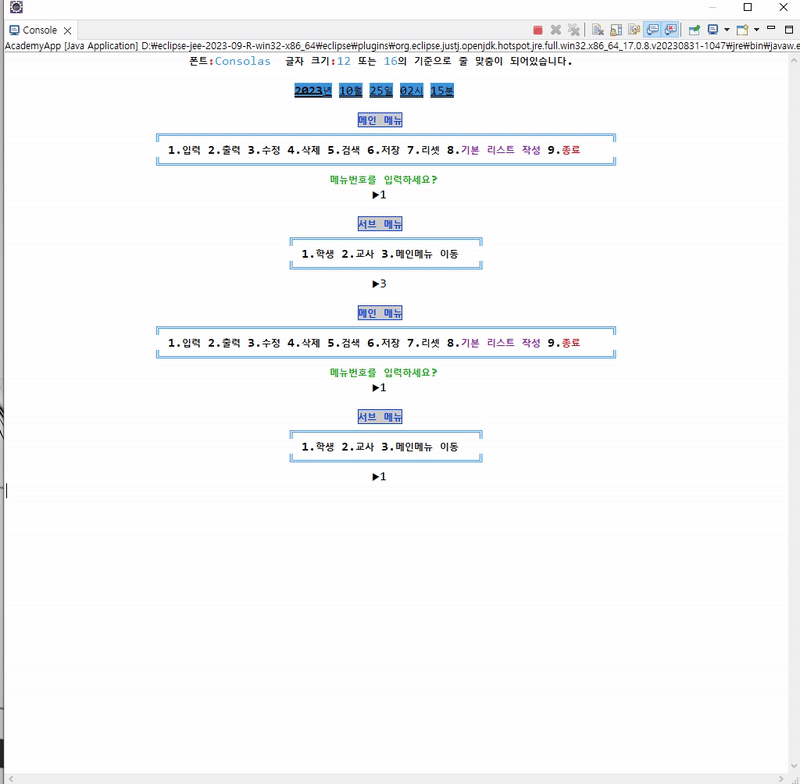 Console
AcademyApp [Java Application] D:₩eclipse-jee-2023-09-R-win32-x86_64₩eclipse₩plugins₩org.eclipse.justj.openjdk.hotspot.jre.full.win32.x86_64_17.0.8.v20230831-1047₩jre₩bin₩javaw.e
폰트:Consolas 글자 크기:12 또는 16의 기준으로 줄 맞춤이 되어있습니다.
2023년 10월 25일 02시 15분
메인 메뉴
1.입력 2.출력 3.수정 4.삭제 5.검색 6.저장 7.리셋 8.기본 리스트 작성 9.종료
메뉴번호를 입력하세요?
▶1
서브 메뉴
1.학생 2.교사 3.메인메뉴 이동
▶3
메인 메뉴
1.입력 2.출력 3.수정 4.삭제 5.검색 6.저장 7.리셋 8.기본 리스트 작성 9.종료
메뉴번호를 입력하세요?
▶1
서브 메뉴
1.학생 2.교사 3.메인메뉴 이동
▶1